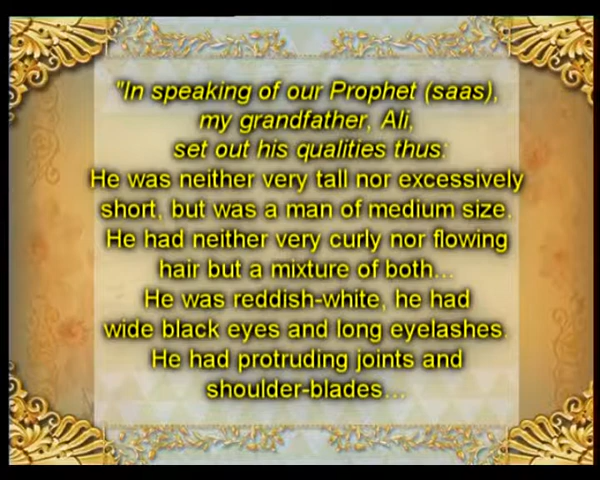 "In speaking of our Prophet (saas),
my grandfather, Ali,
set out his qualities thus:
He was neither very tall nor excessively
short, but was a man of medium size.
He had neither very curly nor flowing
hair but a mixture of both...
He was reddish-white, he had
wide black eyes and long eyelashes.
He had protruding joints and
shoulder-blades...